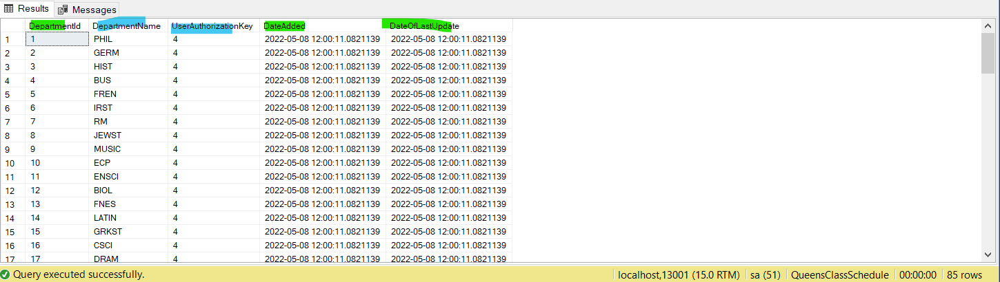 Results Messages
DepartmentId DepartmentName UserAuthorizationKey DateAdded DateOfLastUpdate
1 1 PHIL 4 2022-05-08 12:00:11.0821139 2022-05-08 12:00:11.0821139
2 2 GERM 4 2022-05-08 12:00:11.0821139 2022-05-08 12:00:11.0821139
3 3 HIST 4 2022-05-08 12:00:11.0821139 2022-05-08 12:00:11.0821139
4 4 BUS 4 2022-05-08 12:00:11.0821139 2022-05-08 12:00:11.0821139
5 5 FREN 4 2022-05-08 12:00:11.0821139 2022-05-08 12:00:11.0821139
6 6 IRST 4 2022-05-08 12:00:11.0821139 2022-05-08 12:00:11.0821139
7 7 RM 4 2022-05-08 12:00:11.0821139 2022-05-08 12:00:11.0821139
8 8 JEWST 4 2022-05-08 12:00:11.0821139 2022-05-08 12:00:11.0821139
9 9 MUSIC 4 2022-05-08 12:00:11.0821139 2022-05-08 12:00:11.0821139
10 10 ECP 4 2022-05-08 12:00:11.0821139 2022-05-08 12:00:11.0821139
11 11 ENSCI 4 2022-05-08 12:00:11.0821139 2022-05-08 12:00:11.0821139
12 12 BIOL 4 2022-05-08 12:00:11.0821139 2022-05-08 12:00:11.0821139
13 13 FNES 4 2022-05-08 12:00:11.0821139 2022-05-08 12:00:11.0821139
14 14 LATIN 4 2022-05-08 12:00:11.0821139 2022-05-08 12:00:11.0821139
15 15 GRKST 4 2022-05-08 12:00:11.0821139 2022-05-08 12:00:11.0821139
16 16 CSCI 4 2022-05-08 12:00:11.0821139 2022-05-08 12:00:11.0821139
17 17 DRAM 4 2022-05-08 12:00:11.0821139 2022-05-08 12:00:11.0821139
Query executed successfully. localhost,13001 (15.0 RTM) sa (51) QueensClassSchedule 00:00:00 85 rows